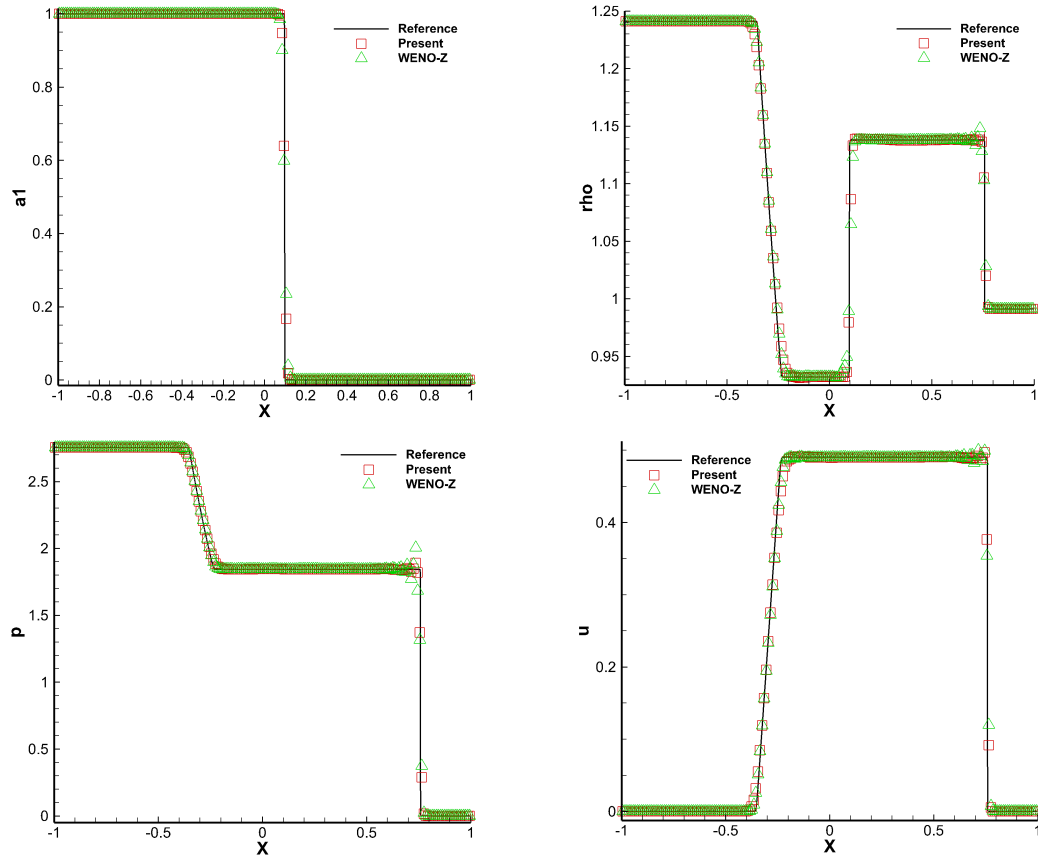 Reference
Present
WENO-Z
a1
1
0.8
0.6
0.4
0.2
0
-1 -0.8 -0.6 -0.4 -0.2 0 0.2 0.4 0.6 0.8 1
X
Reference
Present
WENO-Z
rho
1.25
1.2
1.15
1.1
1.05
1
0.95
-1 -0.5 0 0.5 1
X
Reference
Present
WENO-Z
p
2.5
2
1.5
1
0.5
0
-1 -0.5 0 0.5 1
X
Reference
Present
WENO-Z
u
0.4
0.2
0
-1 -0.5 0 0.5 1
X